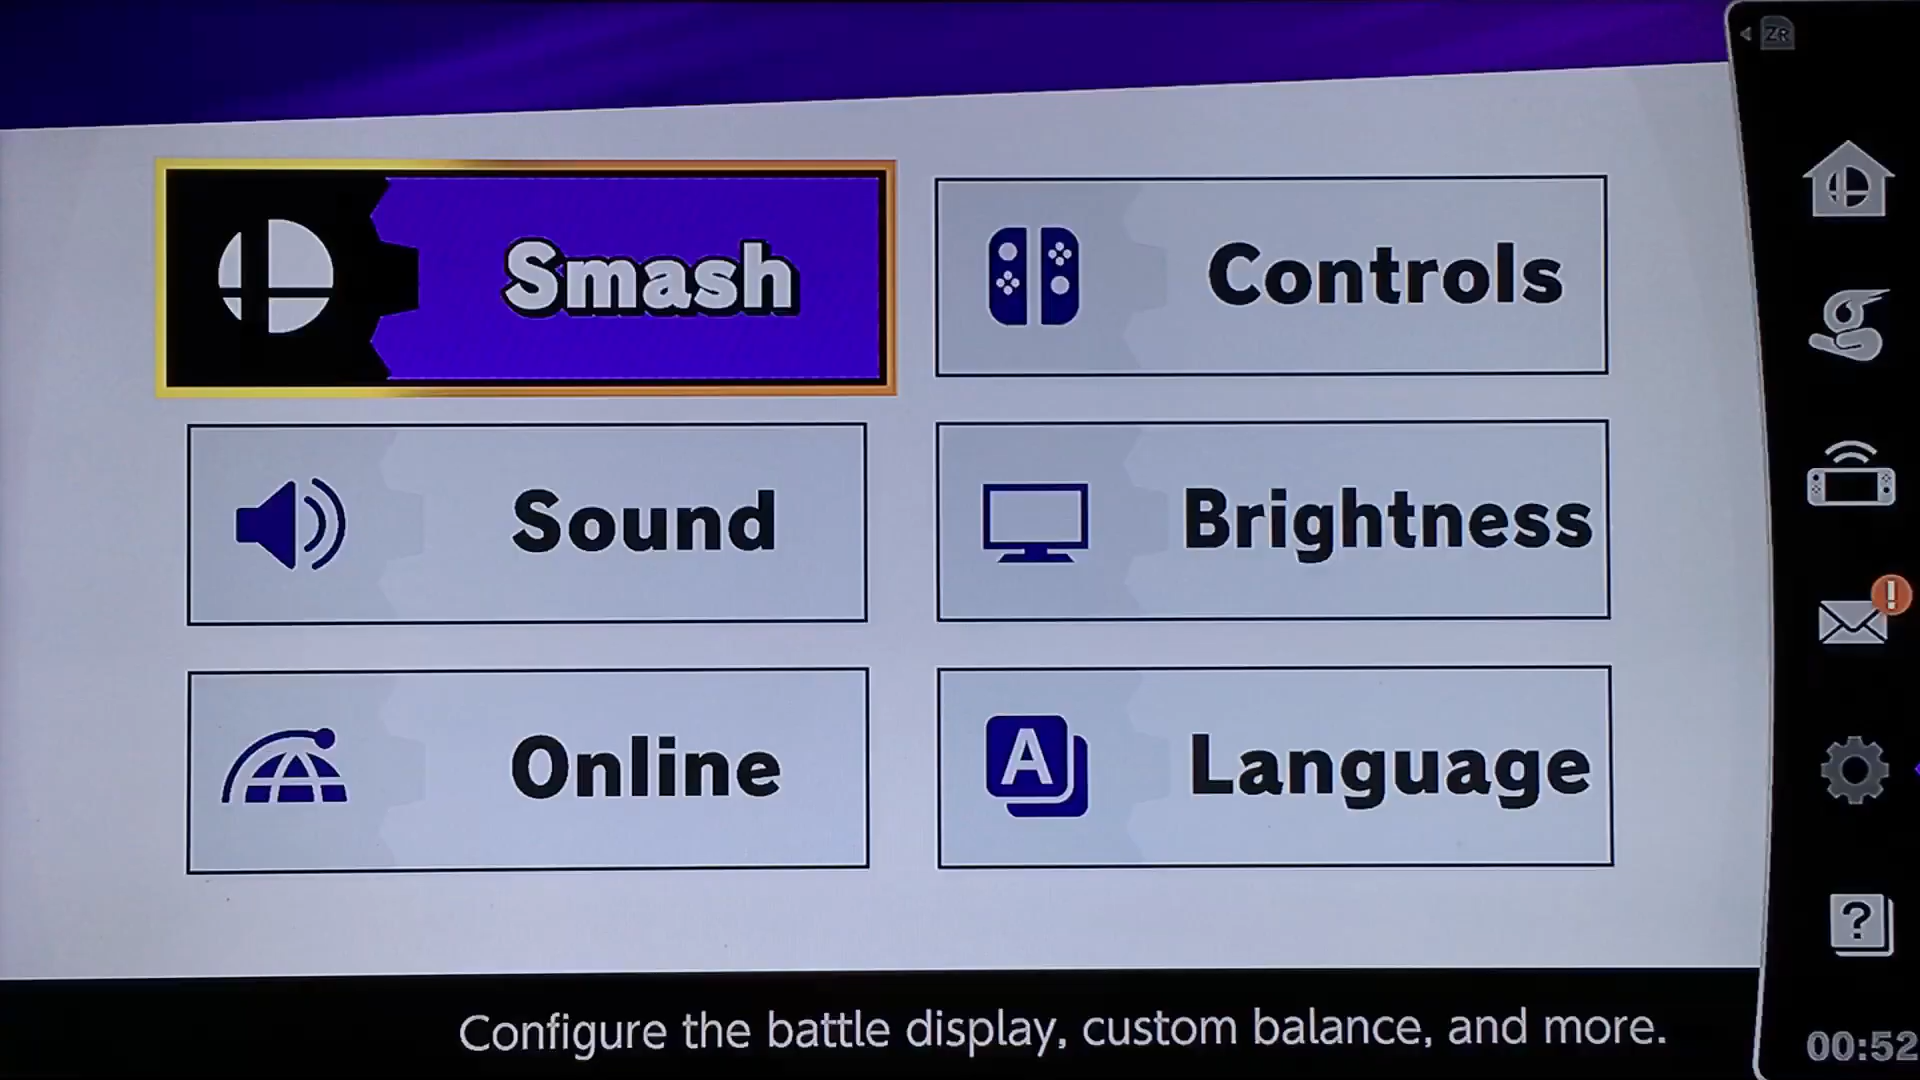 ZR
Smash
Controls
Sound
Brightness
Online
A
Language
!
?
Configure the battle display, custom balance, and more.
00:52